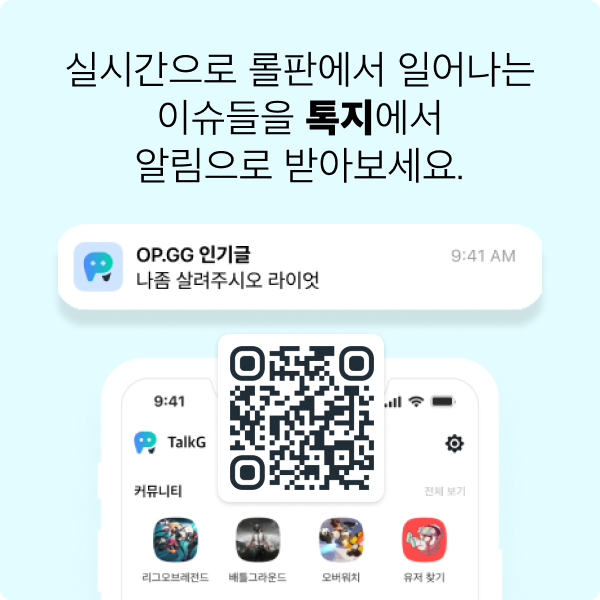 실시간으로 롤판에서 일어나는
이슈들을 톡지에서
알림으로 받아보세요.
OP.GG 인기글
9:41 AM
나좀 살려주시오 라이엇
9:41
TalkG
커뮤니티
전체 보기
리그오브레전드
배틀그라운드
오버워치
유저 찾기